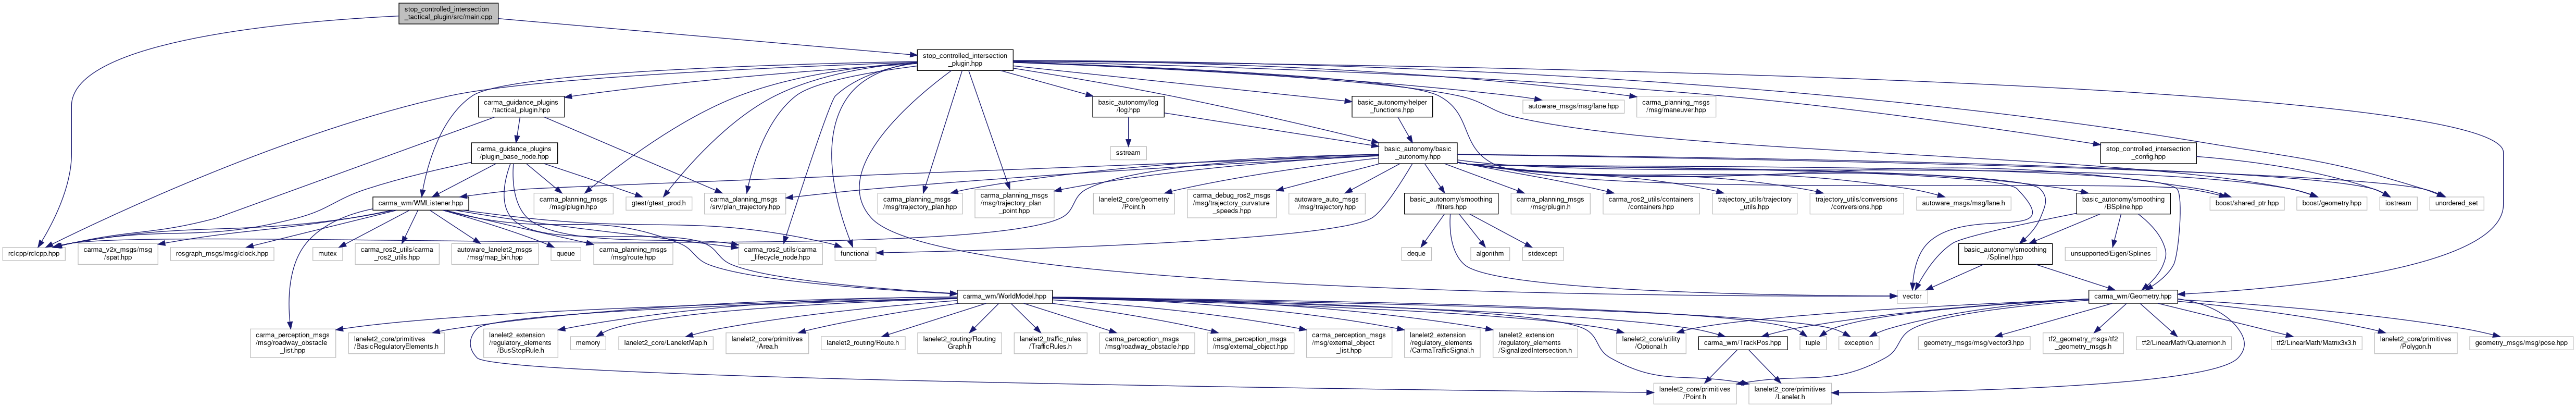 stop_controlled_intersection
_tactical_plugin/src/main.cpp
stop_controlled_intersection
_plugin.hpp
carma_guidance_plugins
/tactical_plugin.hpp
basic_autonomy/log
/log.hpp
basic_autonomy/helper
_functions.hpp
autoware_msgs/msg/lane.hpp
carma_planning_msgs
/msg/maneuver.hpp
carma_guidance_plugins
/plugin_base_node.hpp
sstream
basic_autonomy/basic
_autonomy.hpp
stop_controlled_intersection
_config.hpp
carma_wm/WMListener.hpp
carma_planning_msgs
/msg/plugin.hpp
gtest/gtest_prod.h
carma_planning_msgs
/srv/plan_trajectory.hpp
carma_planning_msgs
/msg/trajectory_plan.hpp
carma_planning_msgs
/msg/trajectory_plan
_point.hpp
lanelet2_core/geometry
/Point.h
carma_debug_ros2_msgs
/msg/trajectory_curvature
_speeds.hpp
autoware_auto_msgs
/msg/trajectory.hpp
basic_autonomy/smoothing
/filters.hpp
carma_planning_msgs
/msg/plugin.h
carma_ros2_utils/containers
/containers.hpp
trajectory_utils/trajectory
_utils.hpp
trajectory_utils/conversions
/conversions.hpp
autoware_msgs/msg/lane.h
basic_autonomy/smoothing
/BSpline.hpp
boost/shared_ptr.hpp
boost/geometry.hpp
iostream
unordered_set
rclcpp/rclcpp.hpp
carma_v2x_msgs/msg
/spat.hpp
rosgraph_msgs/msg/clock.hpp
mutex
carma_ros2_utils/carma
_ros2_utils.hpp
autoware_lanelet2_msgs
/msg/map_bin.hpp
queue
carma_planning_msgs
/msg/route.hpp
carma_ros2_utils/carma
_lifecycle_node.hpp
functional
deque
algorithm
stdexcept
basic_autonomy/smoothing
/SplineI.hpp
unsupported/Eigen/Splines
carma_wm/WorldModel.hpp
vector
carma_wm/Geometry.hpp
carma_perception_msgs
/msg/roadway_obstacle
_list.hpp
lanelet2_core/primitives
/BasicRegulatoryElements.h
lanelet2_extension
/regulatory_elements
/BusStopRule.h
memory
lanelet2_core/LaneletMap.h
lanelet2_core/primitives
/Area.h
lanelet2_routing/Route.h
lanelet2_routing/Routing
Graph.h
lanelet2_traffic_rules
/TrafficRules.h
carma_perception_msgs
/msg/roadway_obstacle.hpp
carma_perception_msgs
/msg/external_object.hpp
carma_perception_msgs
/msg/external_object
_list.hpp
lanelet2_extension
/regulatory_elements
/CarmaTrafficSignal.h
lanelet2_extension
/regulatory_elements
/SignalizedIntersection.h
lanelet2_core/utility
/Optional.h
carma_wm/TrackPos.hpp
tuple
exception
geometry_msgs/msg/vector3.hpp
tf2_geometry_msgs/tf2
_geometry_msgs.h
tf2/LinearMath/Quaternion.h
tf2/LinearMath/Matrix3x3.h
lanelet2_core/primitives
/Polygon.h
geometry_msgs/msg/pose.hpp
lanelet2_core/primitives
/Point.h
lanelet2_core/primitives
/Lanelet.h